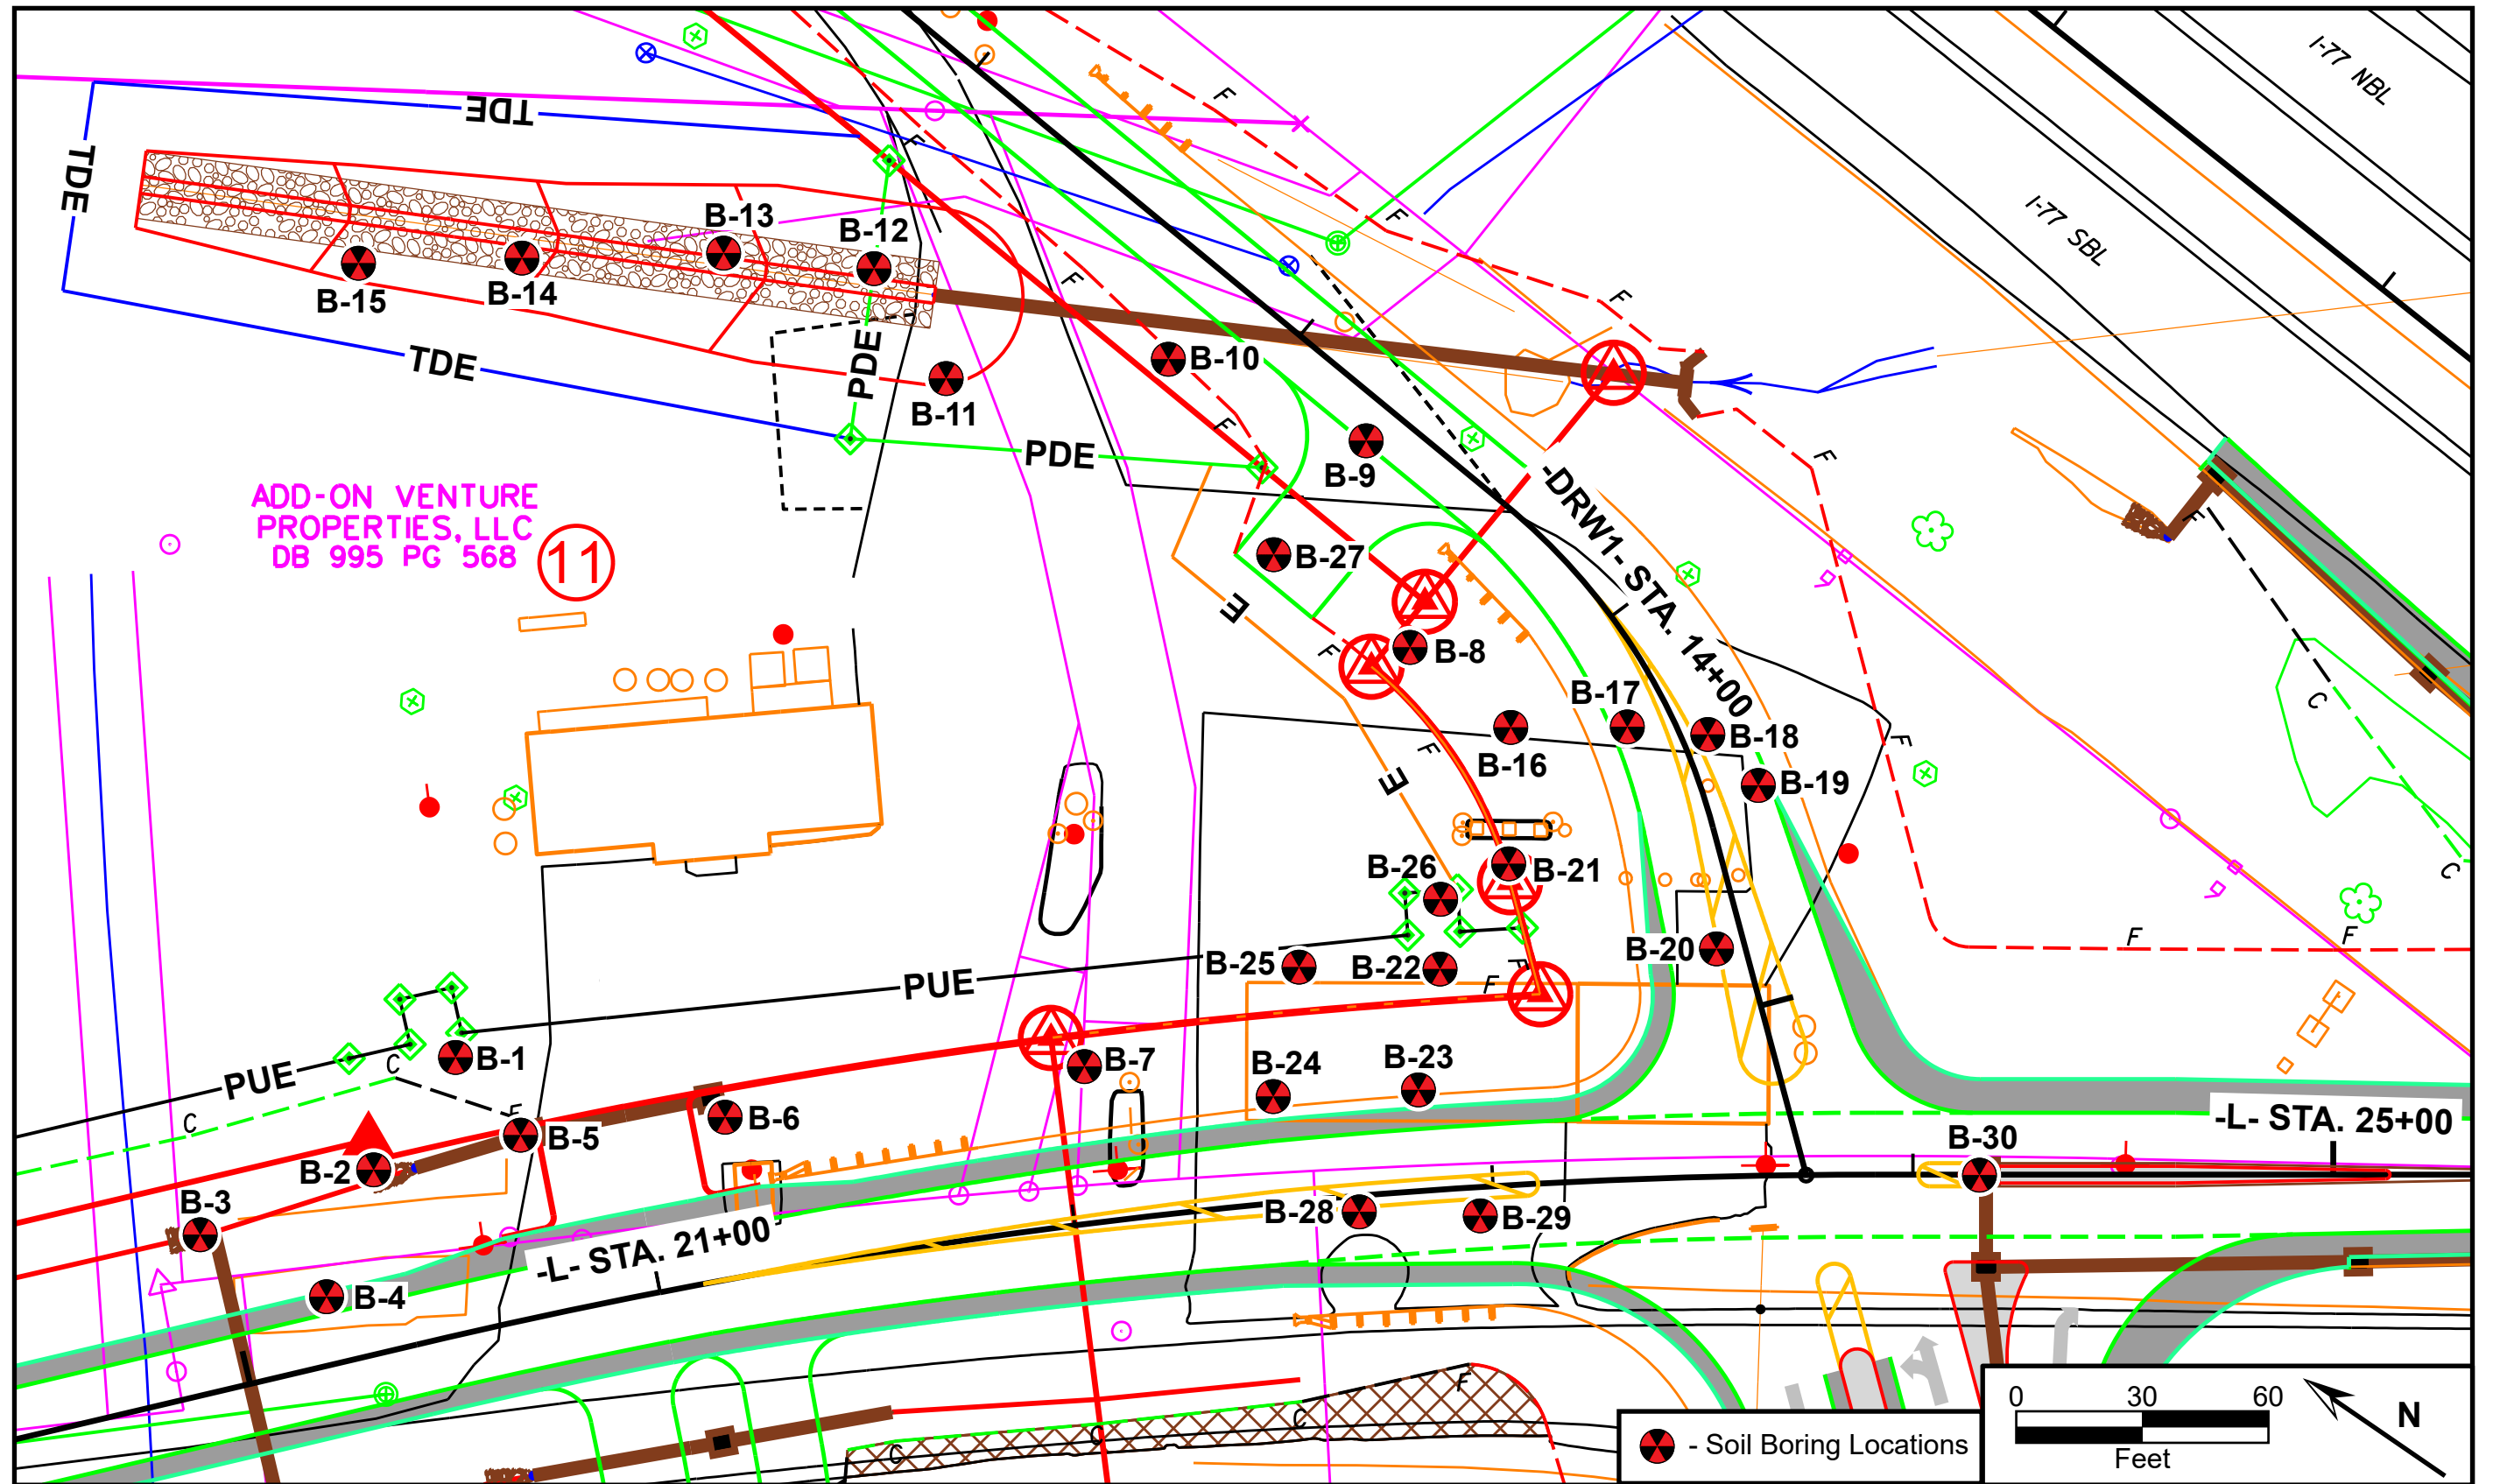 I-77 NBL
F
TDE
F
TDE
I-77 SBL
F
B-13
B-12
B-15
B-14
F
F
TDE
PDE
B-10
B-11
F
B-9
PDE
F
-DRW1- STA. 14+00
ADD-ON VENTURE
PROPERTIES, LLC
DB 995 PG 568
11
F
B-27
E
F
B-8
B-17
C
B-18
F
F
B-16
E
B-19
B-26
B-21
C
B-20
F
F
B-25
B-22
F
PUE
F
B-1
C
PUE
B-7
B-24
B-23
C
F
B-6
B-5
-L- STA. 25+00
B-30
B-2
B-3
B-28
B-29
-L- STA. 21+00
B-4
F
C
C
C
- Soil Boring Locations
0 30 60
Feet
N